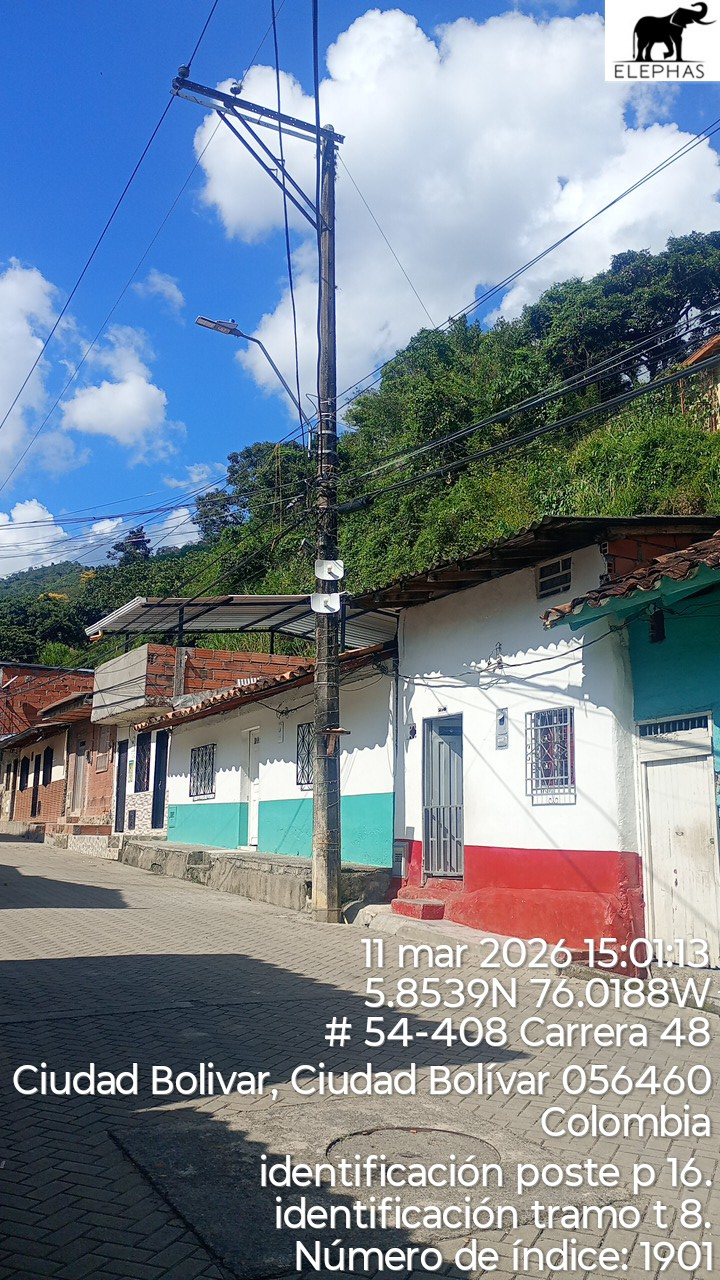 ELEPHAS
11 mar 2026 15:01:13
5.8539N 76.0188W
# 54-408 Carrera 48
Ciudad Bolivar, Ciudad Bolívar 056460
Colombia
identificación poste p 16.
identificación tramo t 8.
Número de índice: 1901